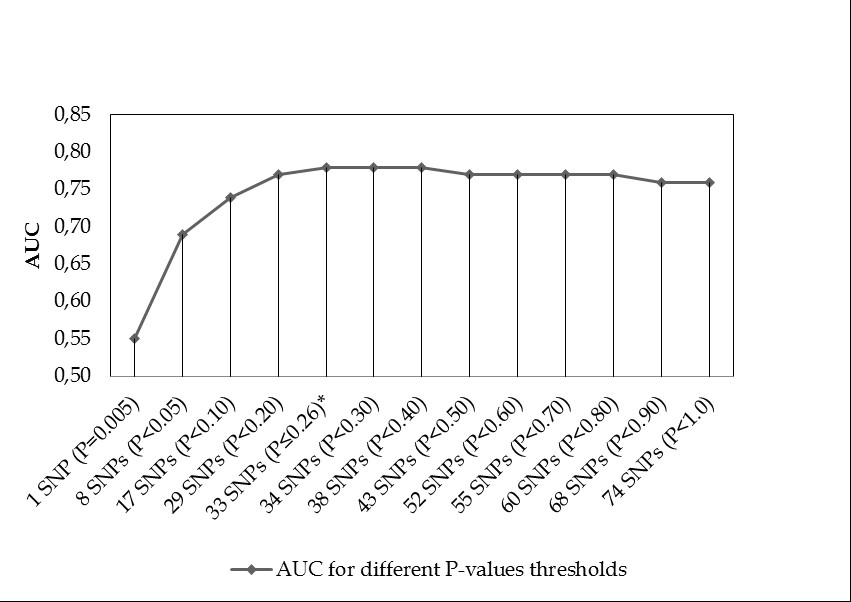 0,85
0,80
0,75
0,70
0,65
0,60
0,55
0,50
AUC
1 SNP (P=0.005)
8 SNPs (P<0.05)
17 SNPs (P<0.10)
29 SNPs (P<0.20)
33 SNPs (P≤0.26)*
34 SNPs (P<0.30)
38 SNPs (P<0.40)
43 SNPs (P<0.50)
52 SNPs (P<0.60)
55 SNPs (P<0.70)
60 SNPs (P<0.80)
68 SNPs (P<0.90)
74 SNPs (P<1.0)
AUC for different P-values thresholds